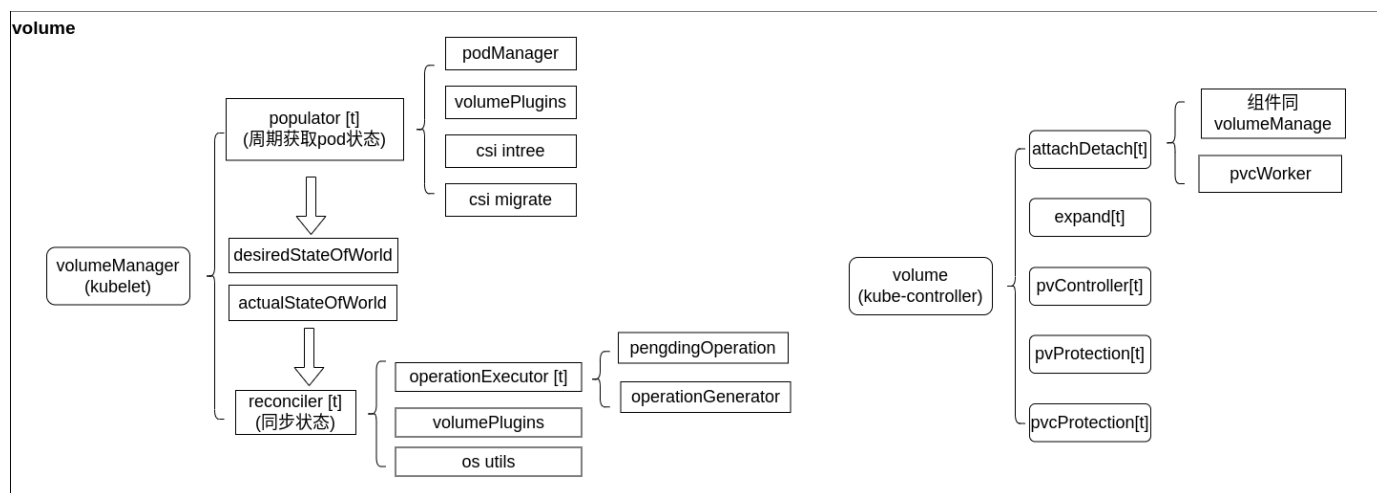 volume
podManager
volumePlugins
csi intree
csi migrate
populator [t]
(周期获取pod状态)
desiredStateOfWorld
actualStateOfWorld
volumeManager
(kubelet)
reconciler [t]
(同步状态)
operationExecutor [t]
volumePlugins
os utils
pengdingOperation
operationGenerator
volume
(kube-controller)
attachDetach[t]
expand[t]
pvController[t]
pvProtection[t]
pvcProtection[t]
组件同
volumeManage
pvcWorker